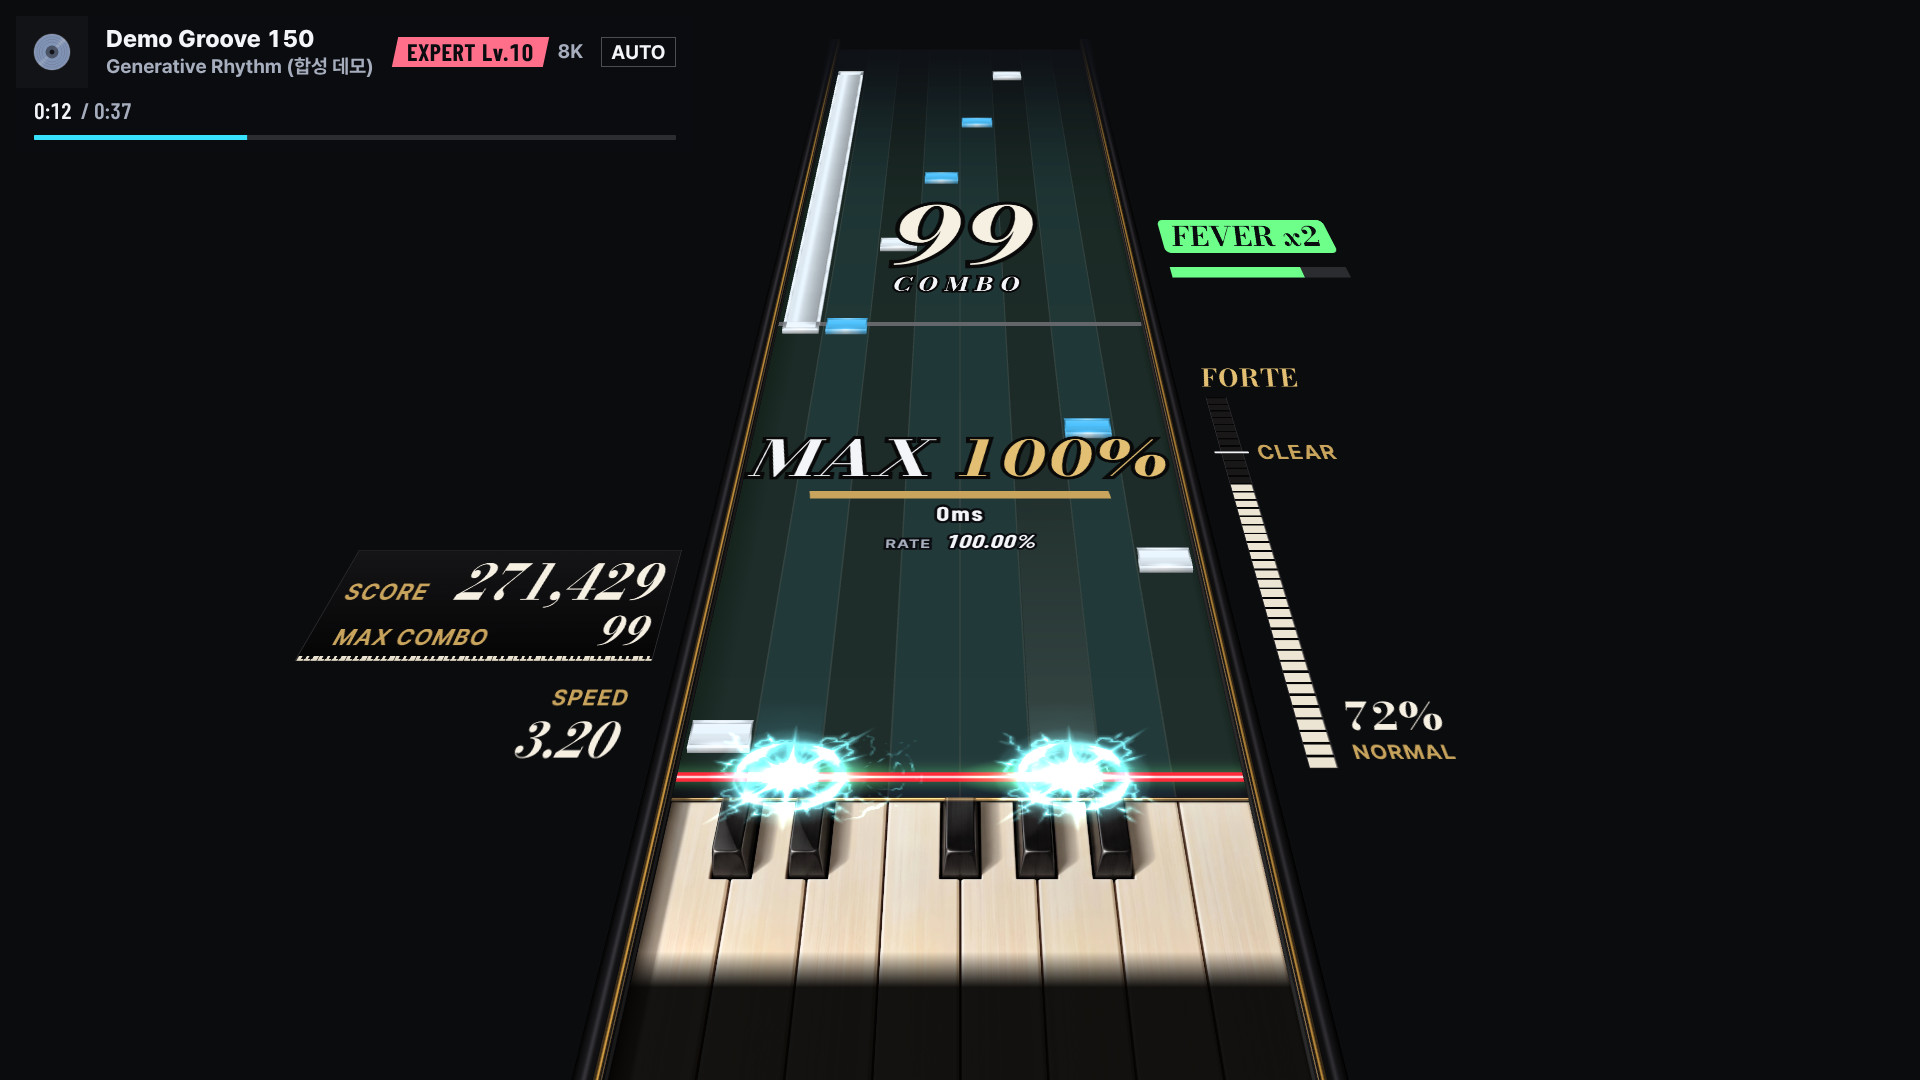 Demo Groove 150
Generative Rhythm (합성 데모)
EXPERT Lv.10 8K AUTO
0:12 / 0:37
99
COMBO
FEVER x2
FORTE
CLEAR
MAX 100%
0ms
RATE 100.00%
SCORE 271,429
MAX COMBO 99
SPEED
3.20
72%
NORMAL